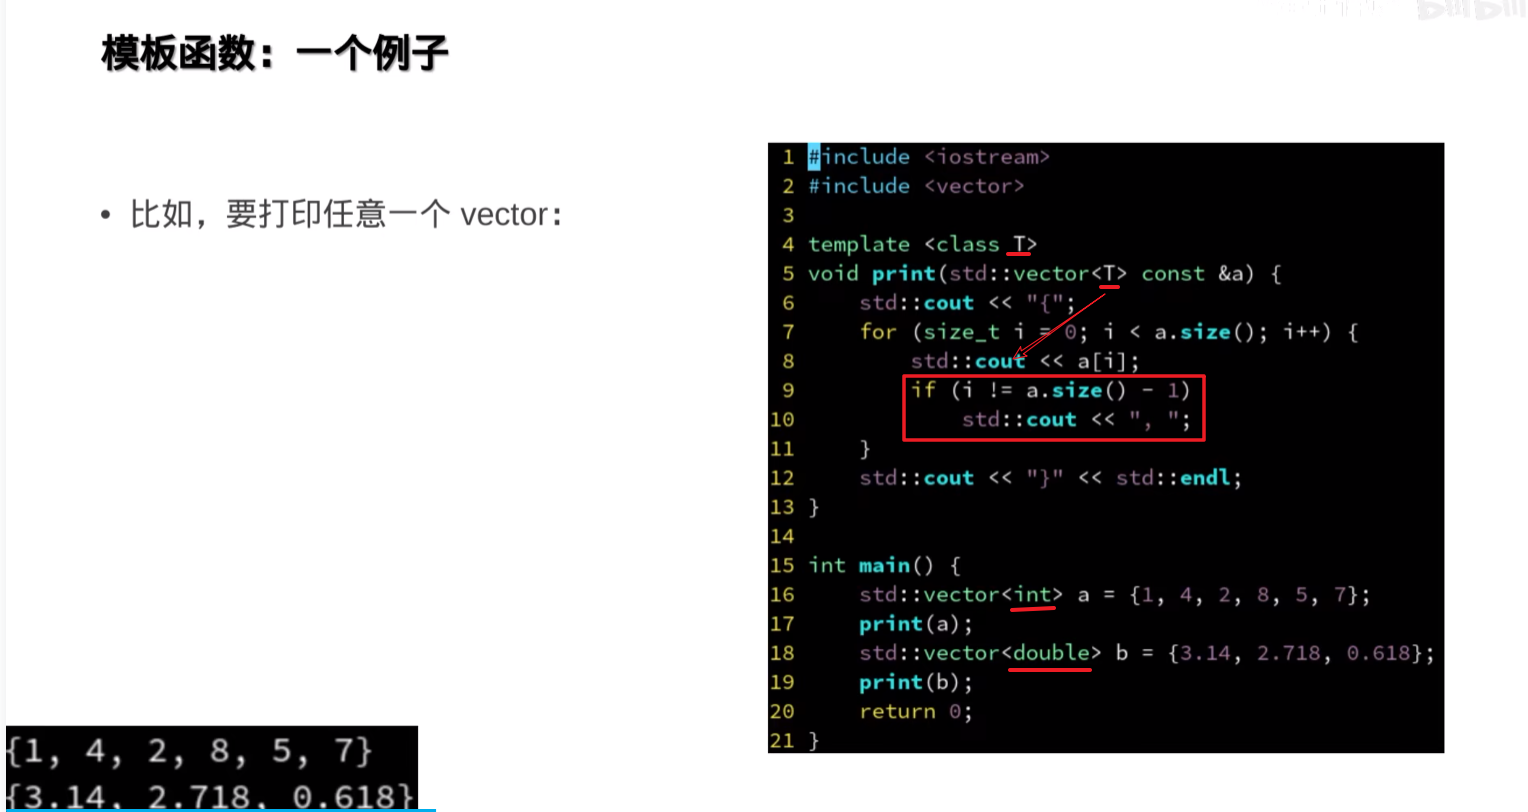 模板函数：一个例子
• 比如，要打印任意一个 vector：
1 #include <iostream>
2 #include <vector>
3
4 template <class T>
5 void print(std::vector<T> const &a) {
6     std::cout << "{";
7     for (size_t i = 0; i < a.size(); i++) {
8         std::cout << a[i];
9         if (i != a.size() - 1)
10             std::cout << ", ";
11     }
12     std::cout << "}" << std::endl;
13 }
14
15 int main() {
16     std::vector<int> a = {1, 4, 2, 8, 5, 7};
17     print(a);
18     std::vector<double> b = {3.14, 2.718, 0.618};
19     print(b);
20     return 0;
21 }
{1, 4, 2, 8, 5, 7}
{3.14, 2.718, 0.618}